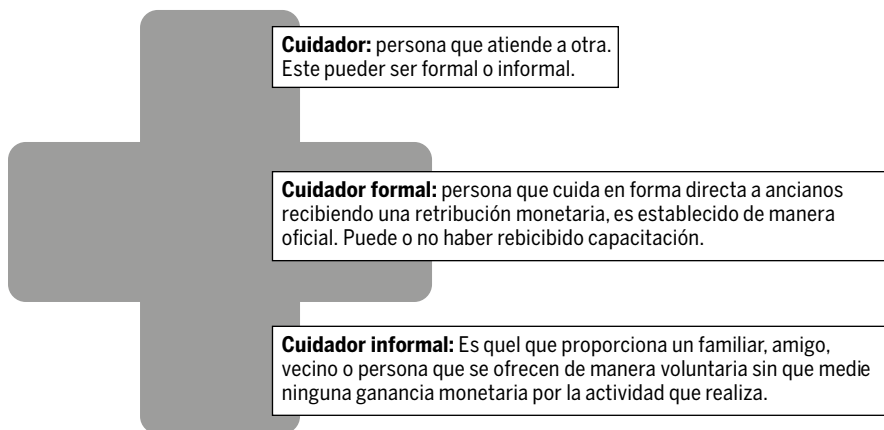 Cuidador: persona que atiende a otra.
Este pueder ser formal o informal.
Cuidador formal: persona que cuida en forma directa a ancianos
recibiendo una retribución monetaria, es establecido de manera
oficial. Puede o no haber rebicibido capacitación.
Cuidador informal: Es quel que proporciona un familiar, amigo,
vecino o persona que se ofrecen de manera voluntaria sin que medie
ninguna ganancia monetaria por la actividad que realiza.